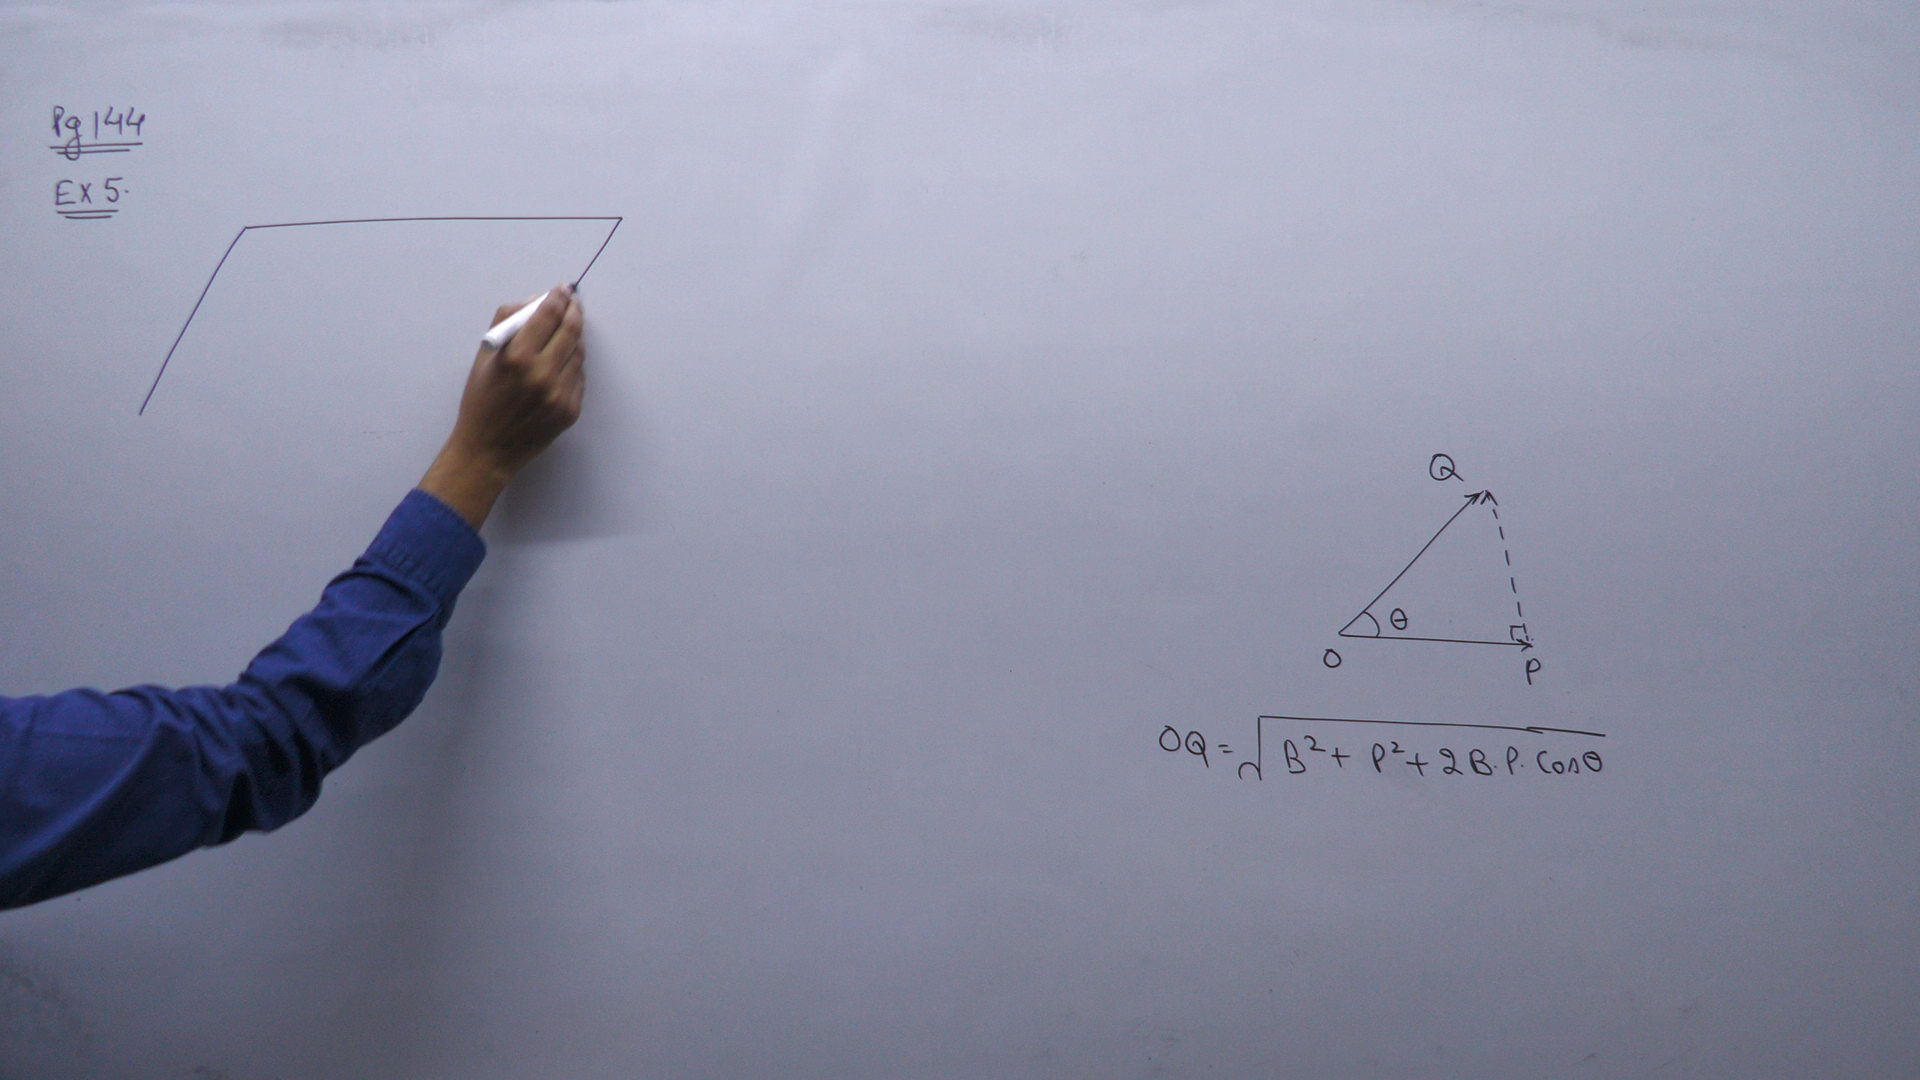 Pg 144
Ex 5.
Q
θ
O
P
OQ = √B² + P² + 2B.P. Cosθ